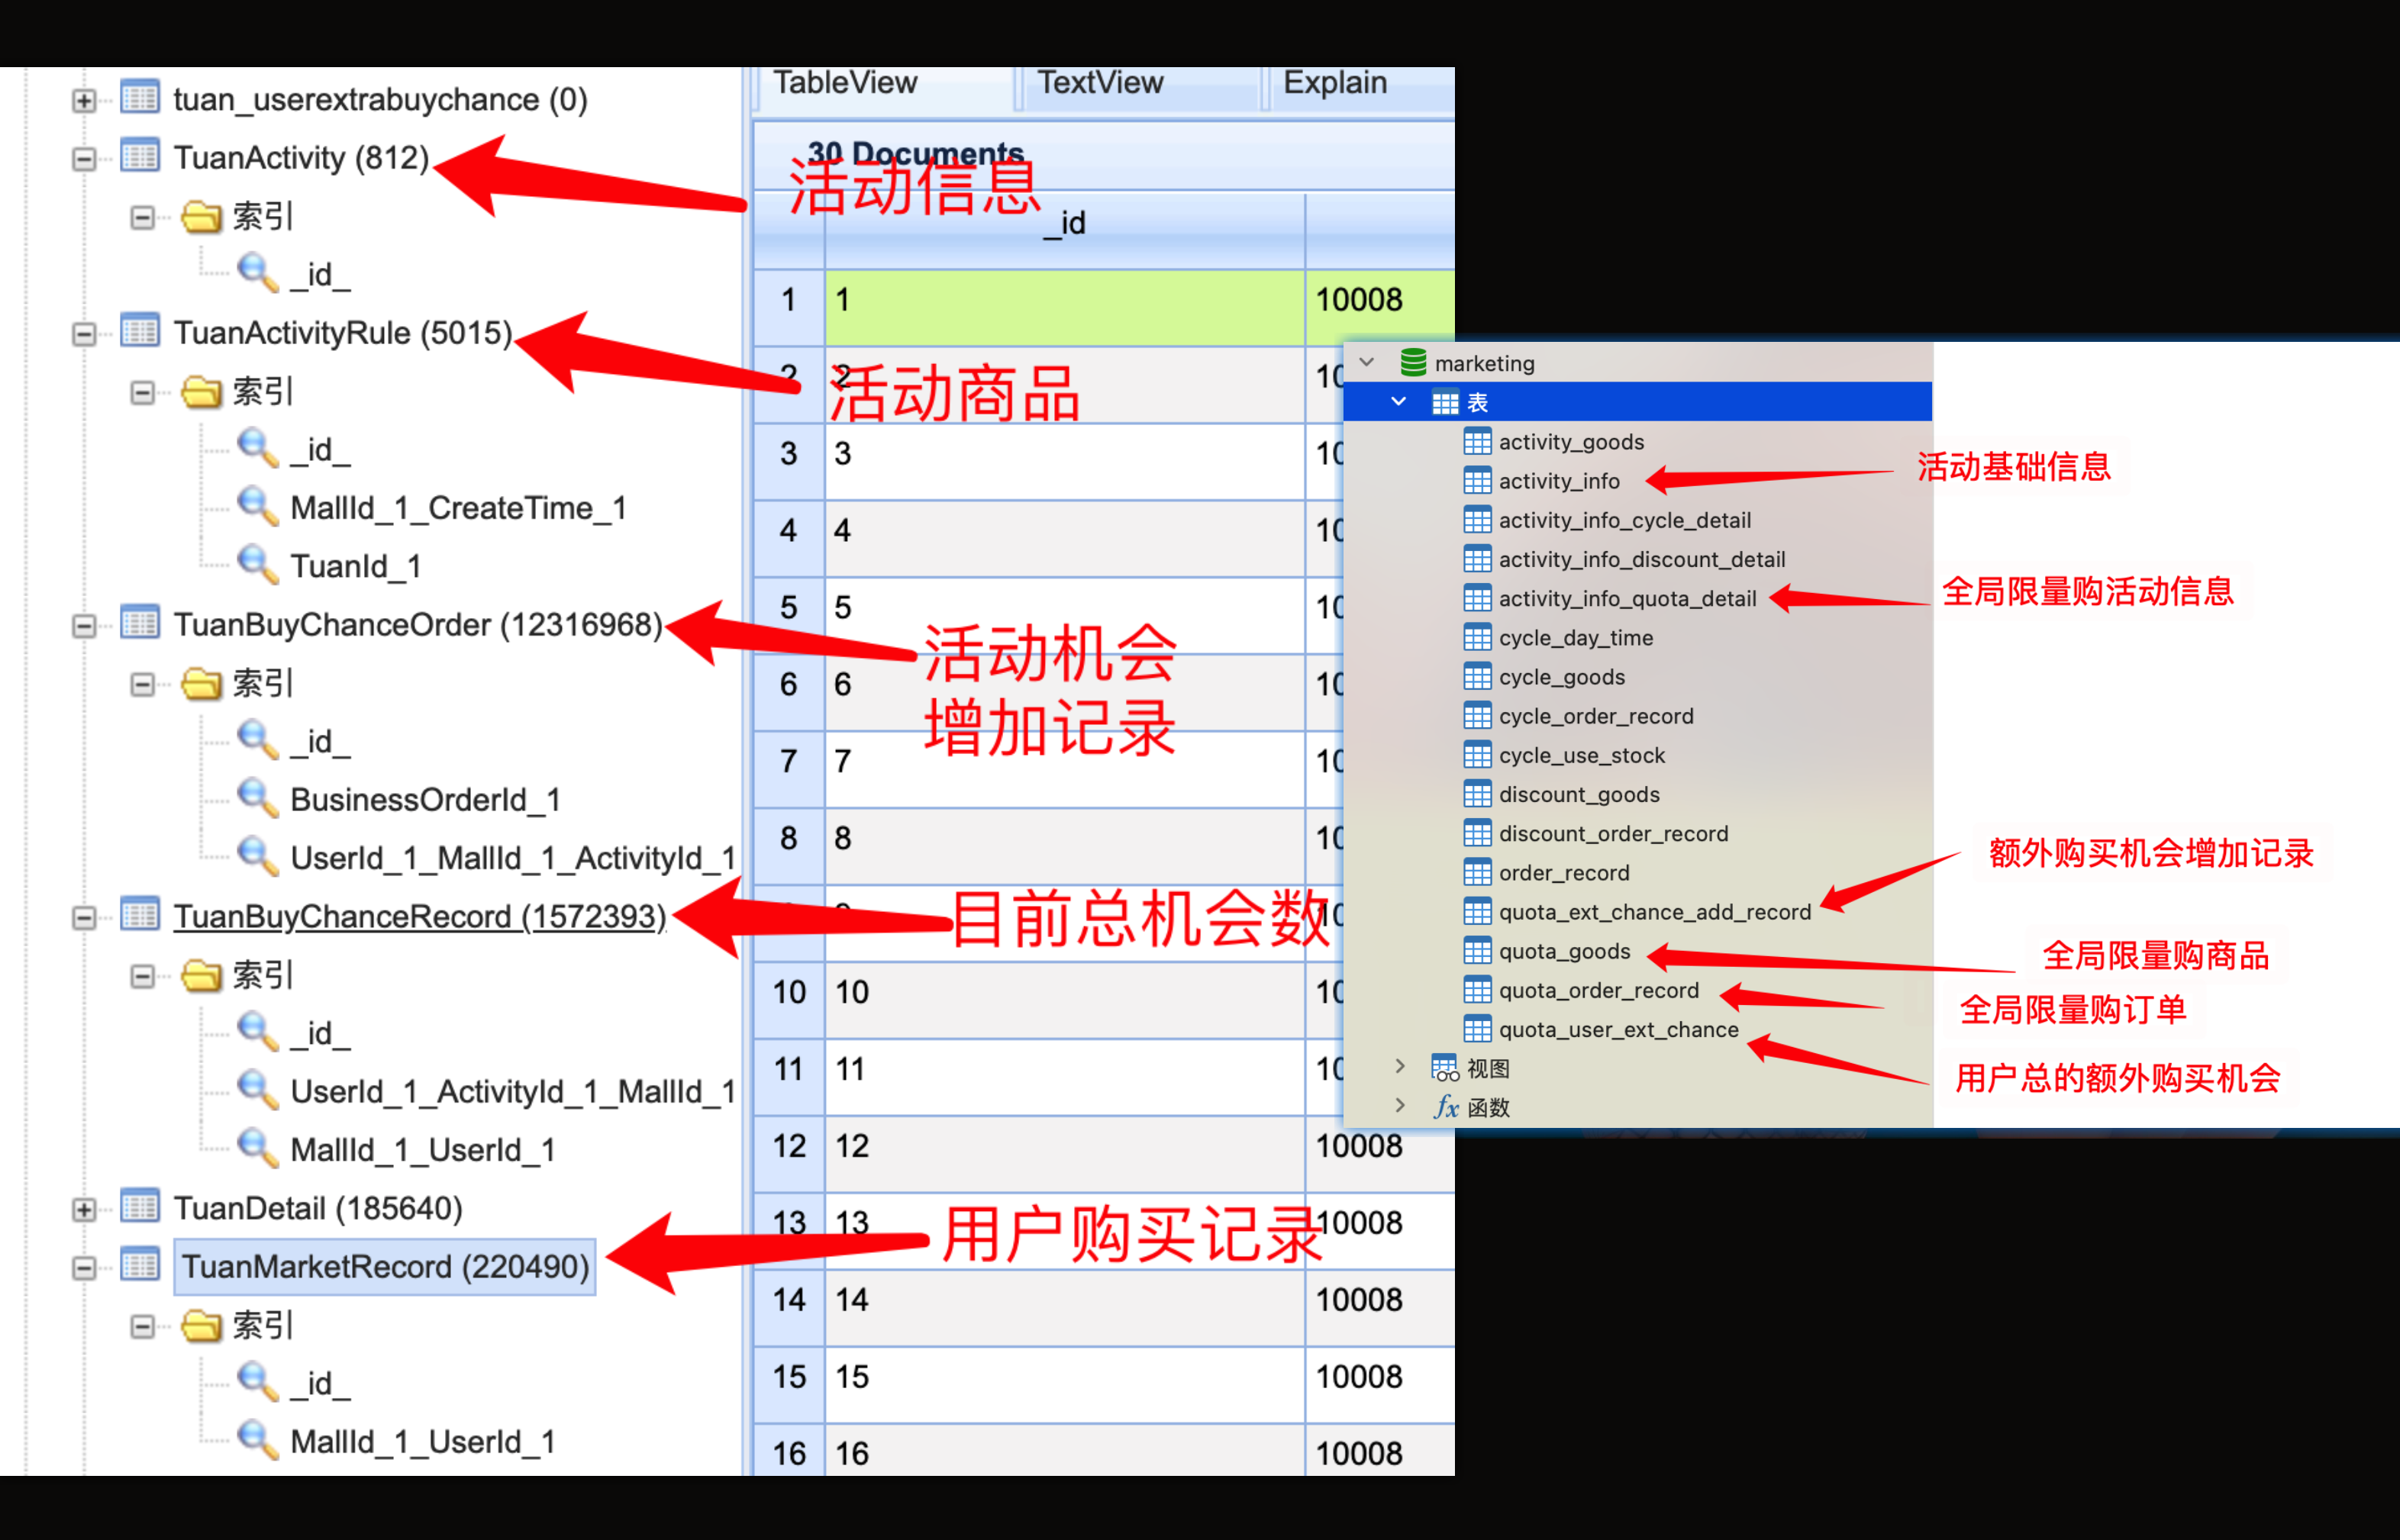 tuan_userextrabuychance (0)
TuanActivity (812)
索引
_id_
TuanActivityRule (5015)
索引
_id_
MallId_1_CreateTime_1
TuanId_1
TuanBuyChanceOrder (12316968)
索引
_id_
BusinessOrderId_1
UserId_1_MallId_1_ActivityId_1
TuanBuyChanceRecord (1572393)
索引
_id_
UserId_1_ActivityId_1_MallId_1
MallId_1_UserId_1
TuanDetail (185640)
TuanMarketRecord (220490)
索引
_id_
MallId_1_UserId_1
TableView TextView Explain
30 Documents
活动信息
_id
1 1 10008
2 2 10
活动商品
3 3 10
4 4 10
5 5 10
活动机会
增加记录
6 6 10
7 7 10
8 8 10
目前总机会数
10
10 10 10
11 11 10
12 12 10008
13 13 10008
用户购买记录
14 14 10008
15 15 10008
16 16 10008
marketing
表
activity_goods
activity_info
活动基础信息
activity_info_cycle_detail
activity_info_discount_detail
activity_info_quota_detail
全局限量购活动信息
cycle_day_time
cycle_goods
cycle_order_record
cycle_use_stock
discount_goods
discount_order_record
order_record
额外购买机会增加记录
quota_ext_chance_add_record
quota_goods
全局限量购商品
quota_order_record
全局限量购订单
quota_user_ext_chance
用户总的额外购买机会
视图
fx 函数